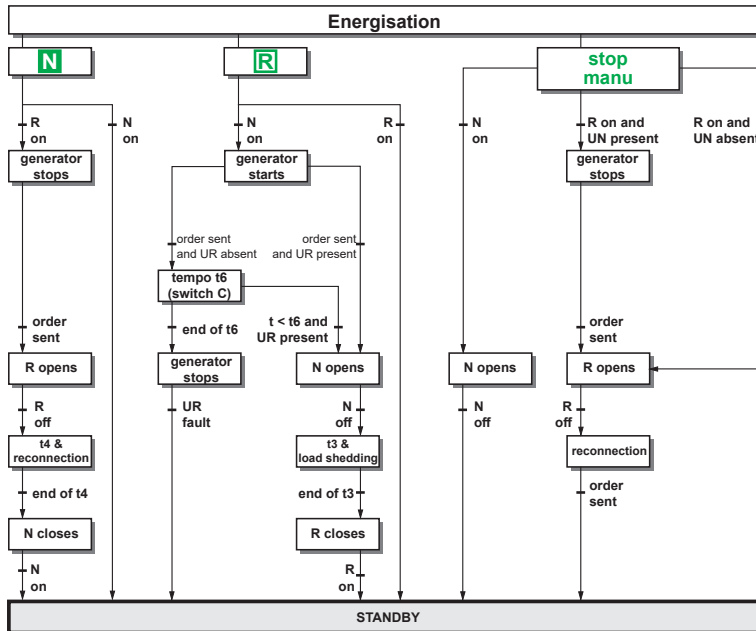 Energisation
N
R
stop
manu
R
on
N
on
N
on
R
on
N
on
R on and
UN present
R on and
UN absent
generator
stops
generator
starts
generator
stops
order sent
and UR absent
order sent
and UR present
tempo t6
(switch C)
order
sent
end of t6
t < t6 and
UR present
order
sent
R opens
generator
stops
N opens
N opens
R opens
R
off
UR
fault
N
off
N
off
R
off
t4 &
reconnection
t3 &
load shedding
reconnection
end of t4
end of t3
order
sent
N closes
R closes
N
on
R
on
STANDBY